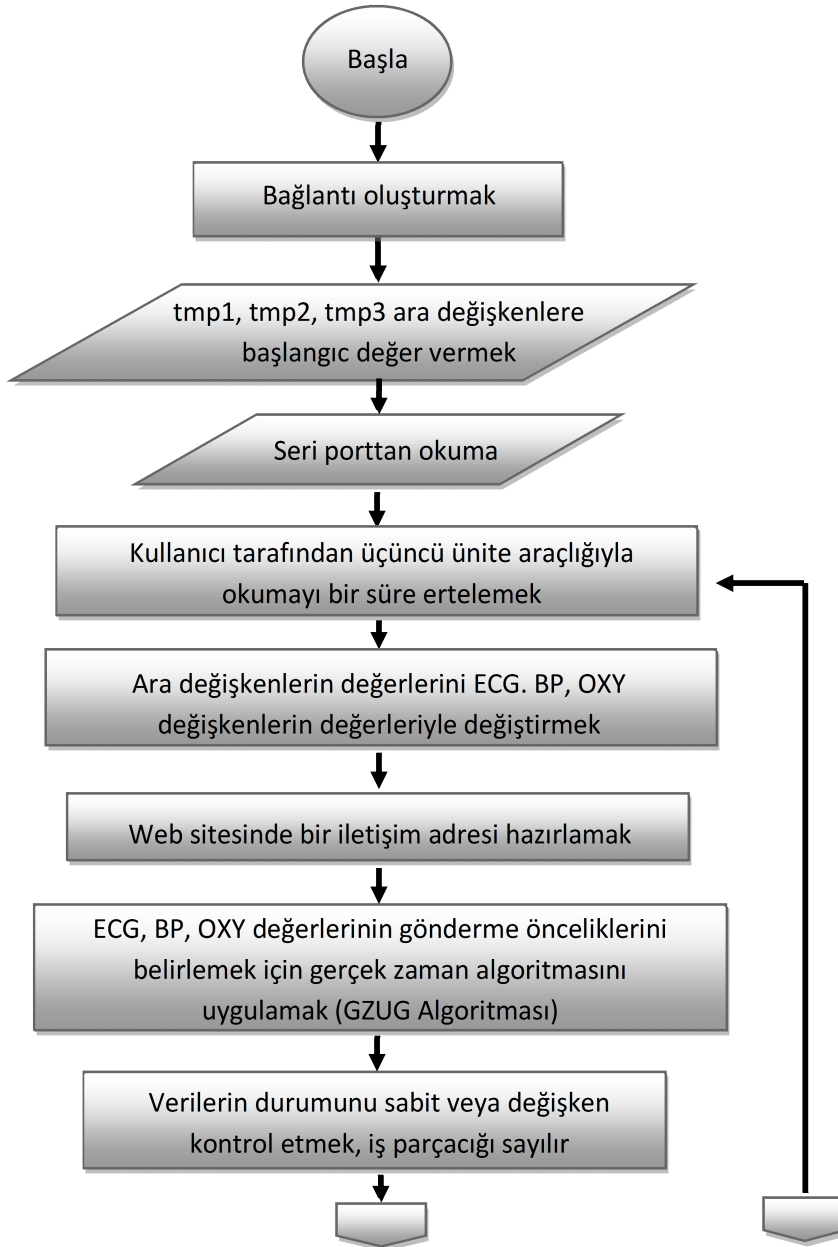 Başla
Bağlantı oluşturmak
tmp1, tmp2, tmp3 ara değişkenlere
başlangıc değer vermek
Seri porttan okuma
Kullanıcı tarafından üçüncü ünite araçlığıyla
okumayı bir süre ertelemek
Ara değişkenlerin değerlerini ECG. BP, OXY
değişkenlerin değerleriyle değiştirmek
Web sitesinde bir iletişim adresi hazırlamak
ECG, BP, OXY değerlerinin gönderme önceliklerini
belirlemek için gerçek zaman algoritmasını
uygulamak (GZUG Algoritması)
Verilerin durumunu sabit veya değişken
kontrol etmek, iş parçacığı sayılır